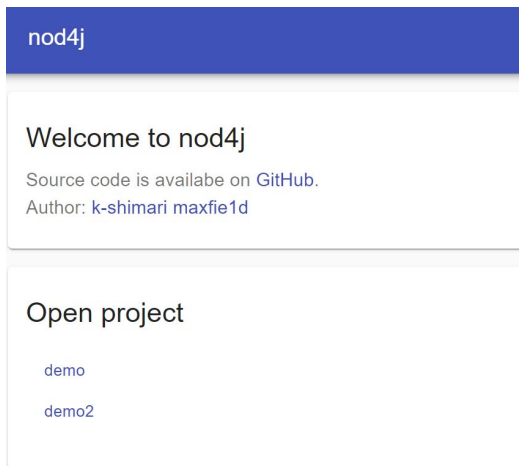 nod4j
Welcome to nod4j
Source code is availabe on GitHub.
Author: k-shimari maxfie1d
Open project
demo
demo2